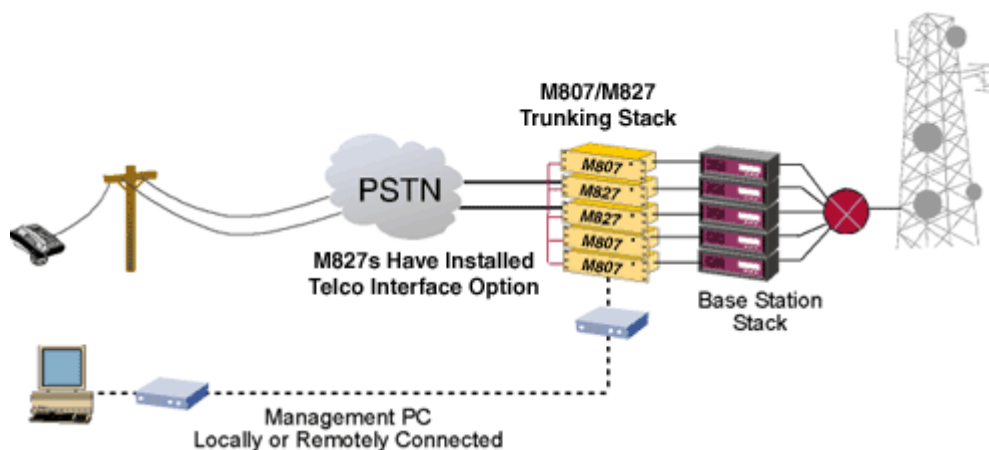 M807/M827
Trunking Stack
PSTN
M807
M827
M827
M807
M807
M827s Have Installed
Telco Interface Option
Base Station
Stack
Management PC
Locally or Remotely Connected